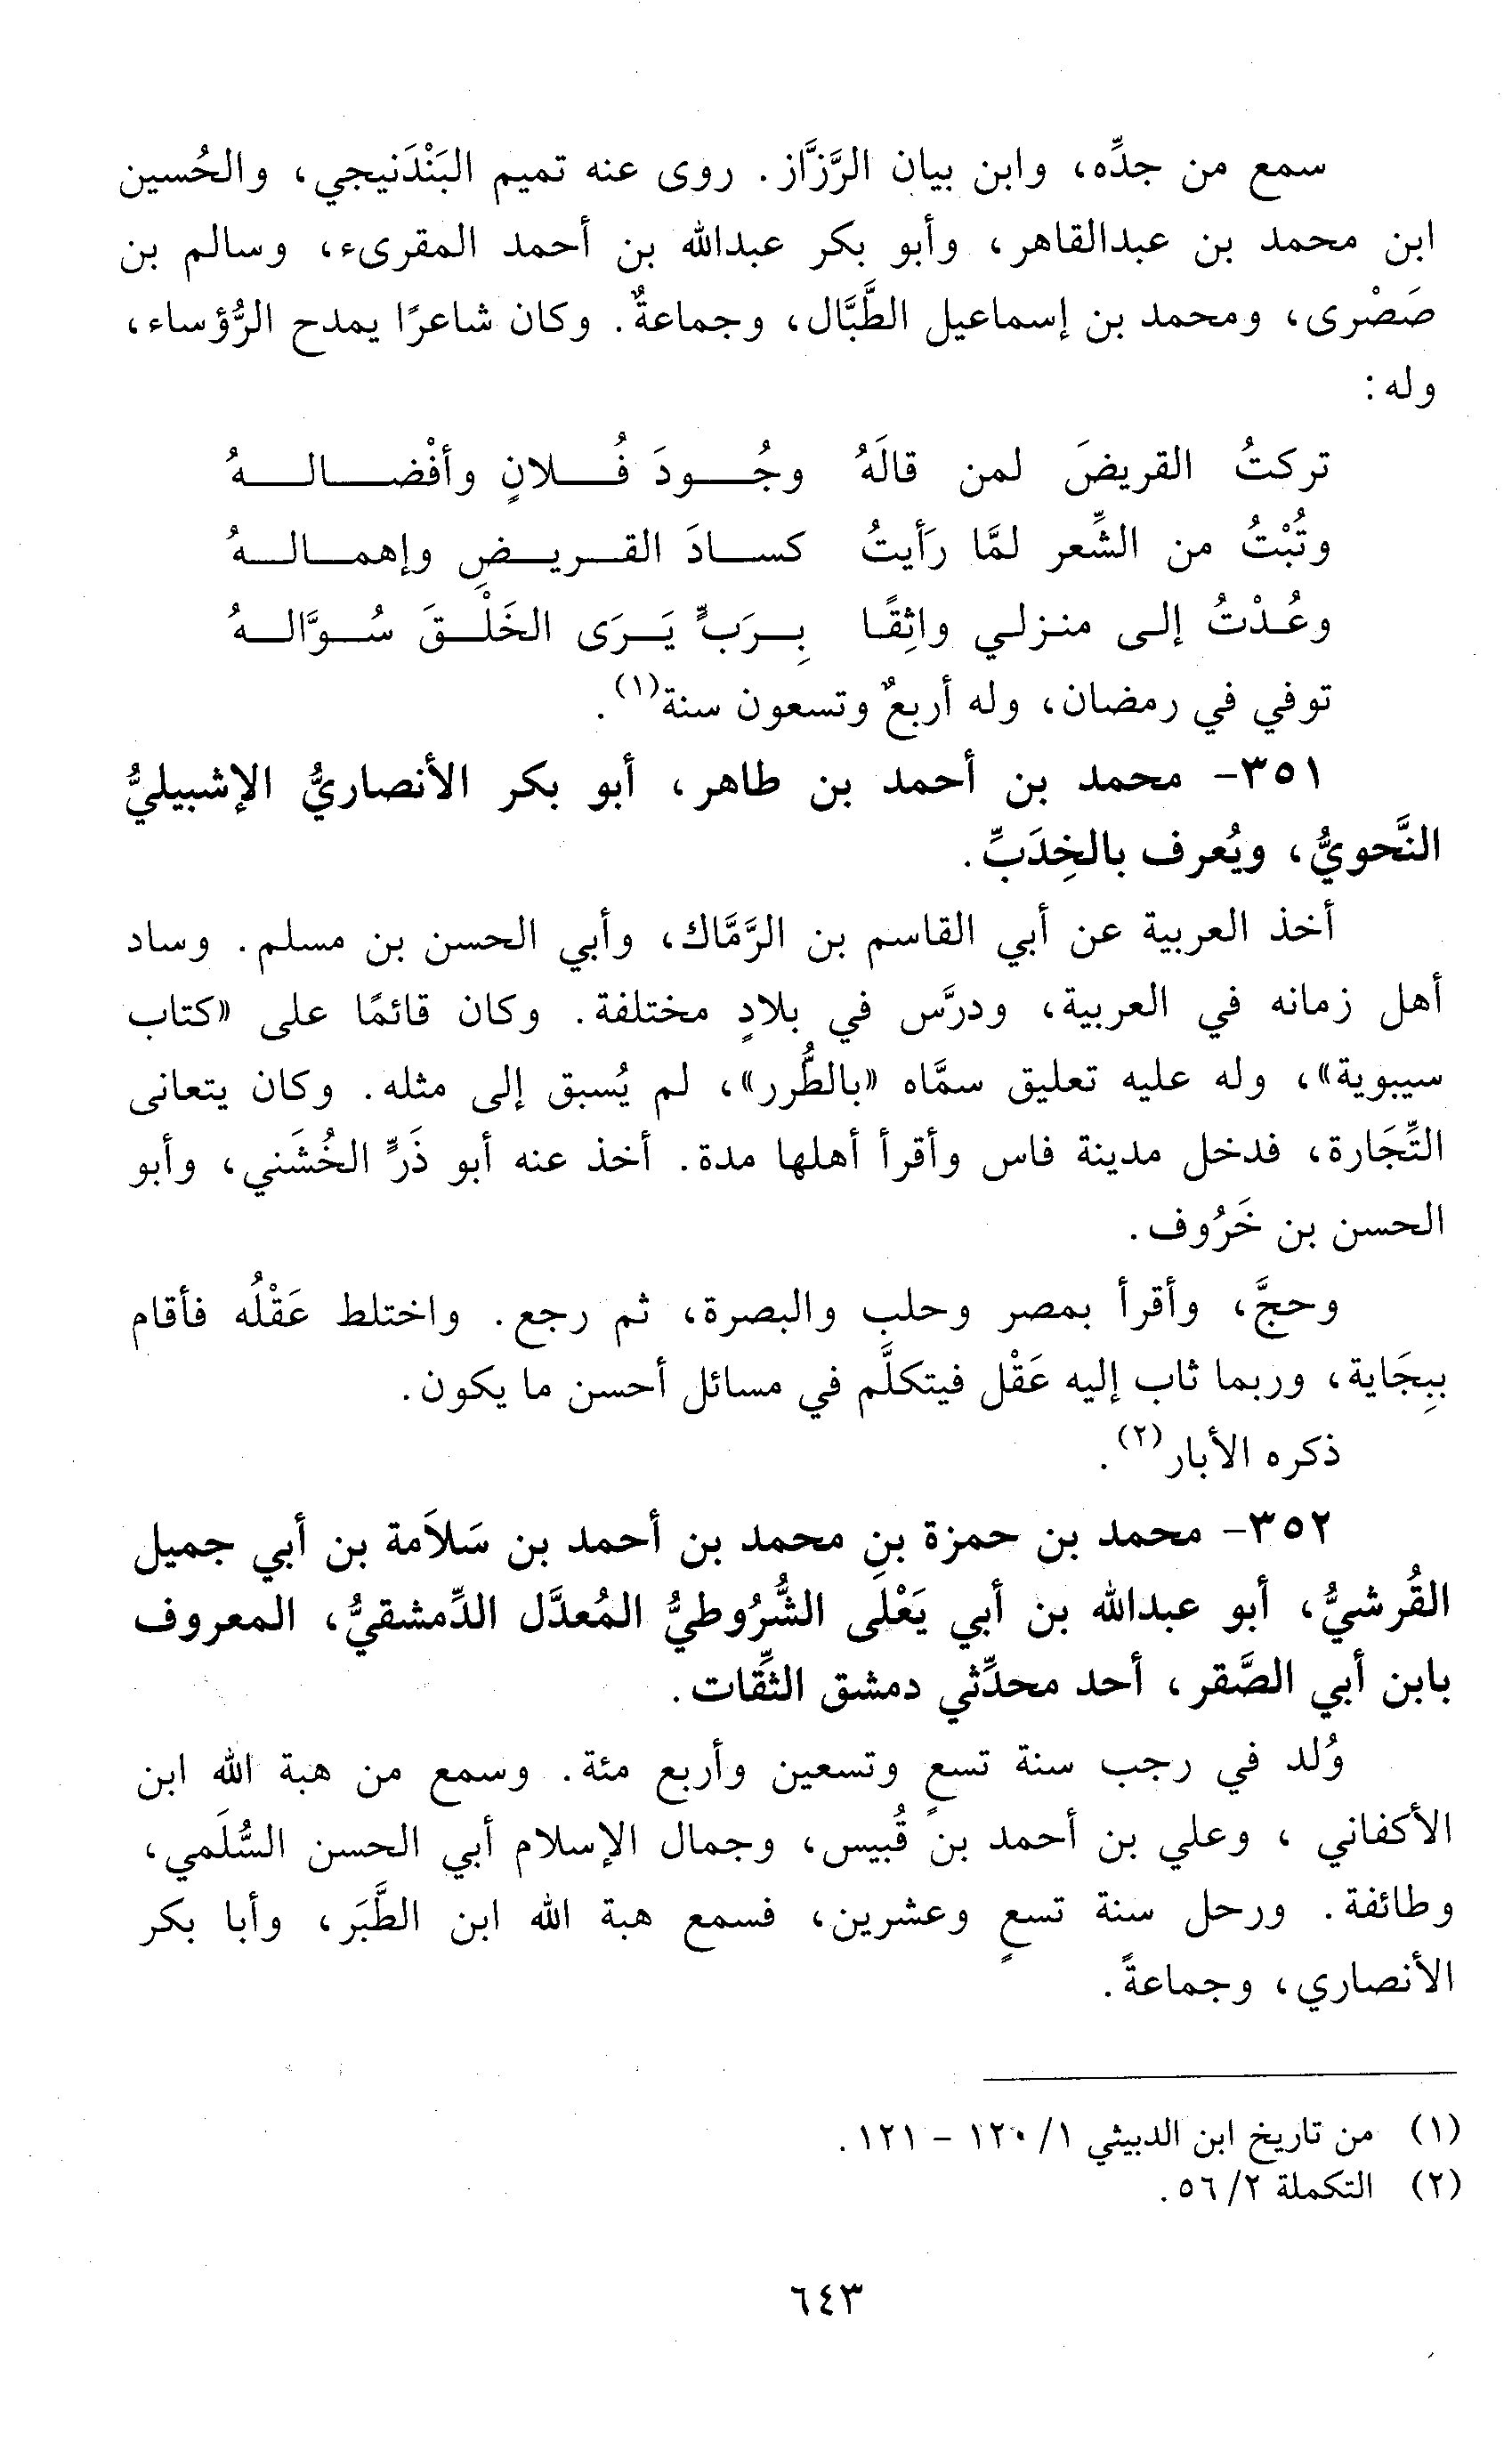 سمع من جدِّه، وابن بيان الرَّزَّاز. روى عنه تميم البَنْدَنيجي، والحُسين
ابن محمد بن عبدالقاهر، وأبو بكر عبدالله بن أحمد المقرىء، وسالم بن
صَصْرى، ومحمد بن إسماعيل الطَّبَّال، وجماعةٌ. وكان شاعرًا يمدح الرُّؤساء،
وله:
تركتُ القريضَ لمن قالَهُ وجُودَ فُلانٍ وأفْضالهُ
وتُبْتُ من الشِّعر لمَّا رَأيتُ كسادَ القريضِ وإهمالهُ
وعُدْتُ إلى منزلي واثِقًا بِرَبٍّ يَرَى الخَلْقَ سُوَّالهُ
توفي في رمضان، وله أربعٌ وتسعون سنة(١).
٣٥١- محمد بن أحمد بن طاهر، أبو بكر الأنصاريُّ الإشبيليُّ
النَّحويُّ، ويُعرف بالخِدَبِّ.
أخذ العربية عن أبي القاسم بن الرَّمَّاك، وأبي الحسن بن مسلم. وساد
أهل زمانه في العربية، ودرَّس في بلادٍ مختلفة. وكان قائمًا على «كتاب
سيبوية»، وله عليه تعليق سمَّاه «بالطُّرر»، لم يُسبق إلى مثله. وكان يتعانى
التِّجَارة، فدخل مدينة فاس وأقرأ أهلها مدة. أخذ عنه أبو ذَرٍّ الخُشَني، وأبو
الحسن بن خَرُوف.
وحجَّ، وأقرأ بمصر وحلب والبصرة، ثم رجع. واختلط عَقْلُه فأقام
ببِجَاية، وربما ثاب إليه عَقْل فيتكلَّم في مسائل أحسن ما يكون.
ذكره الأبار(٢).
٣٥٢- محمد بن حمزة بنِ محمد بن أحمد بن سَلاَمة بن أبي جميل
القُرشيُّ، أبو عبدالله بن أبي يَعْلَى الشُّرُوطيُّ المُعدَّل الدِّمشقيُّ، المعروف
بابن أبي الصَّقر، أحد محدِّثي دمشق الثِّقات.
وُلد في رجب سنة تسعٍ وتسعين وأربع مئة. وسمع من هبة الله ابن
الأكفاني ، وعلي بن أحمد بن قُبيس، وجمال الإسلام أبي الحسن السُّلَمي،
وطائفة. ورحل سنة تسعٍ وعشرين، فسمع هبة الله ابن الطَّبَر، وأبا بكر
الأنصاري، وجماعةً.
(١) من تاريخ ابن الدبيثي ١/ ١٢٠ - ١٢١.
(٢) التكملة ٢/ ٥٦.
٦٤٣